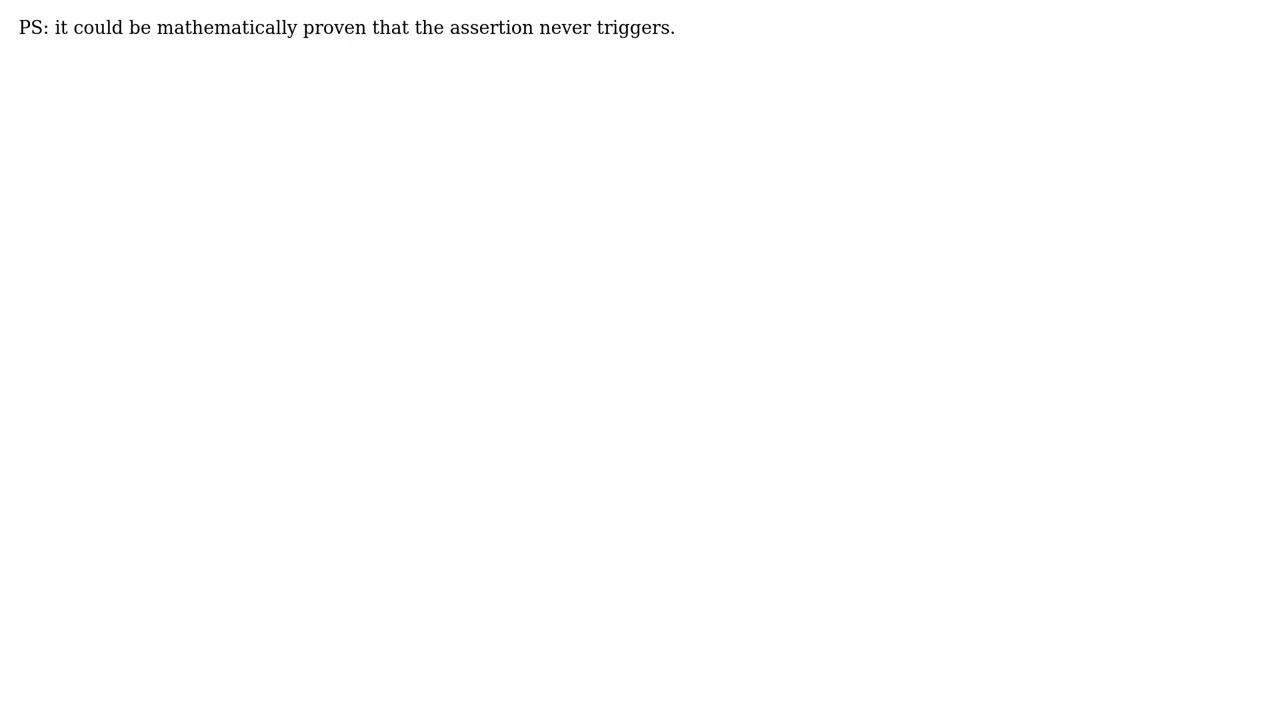 PS: it could be mathematically proven that the assertion never triggers.